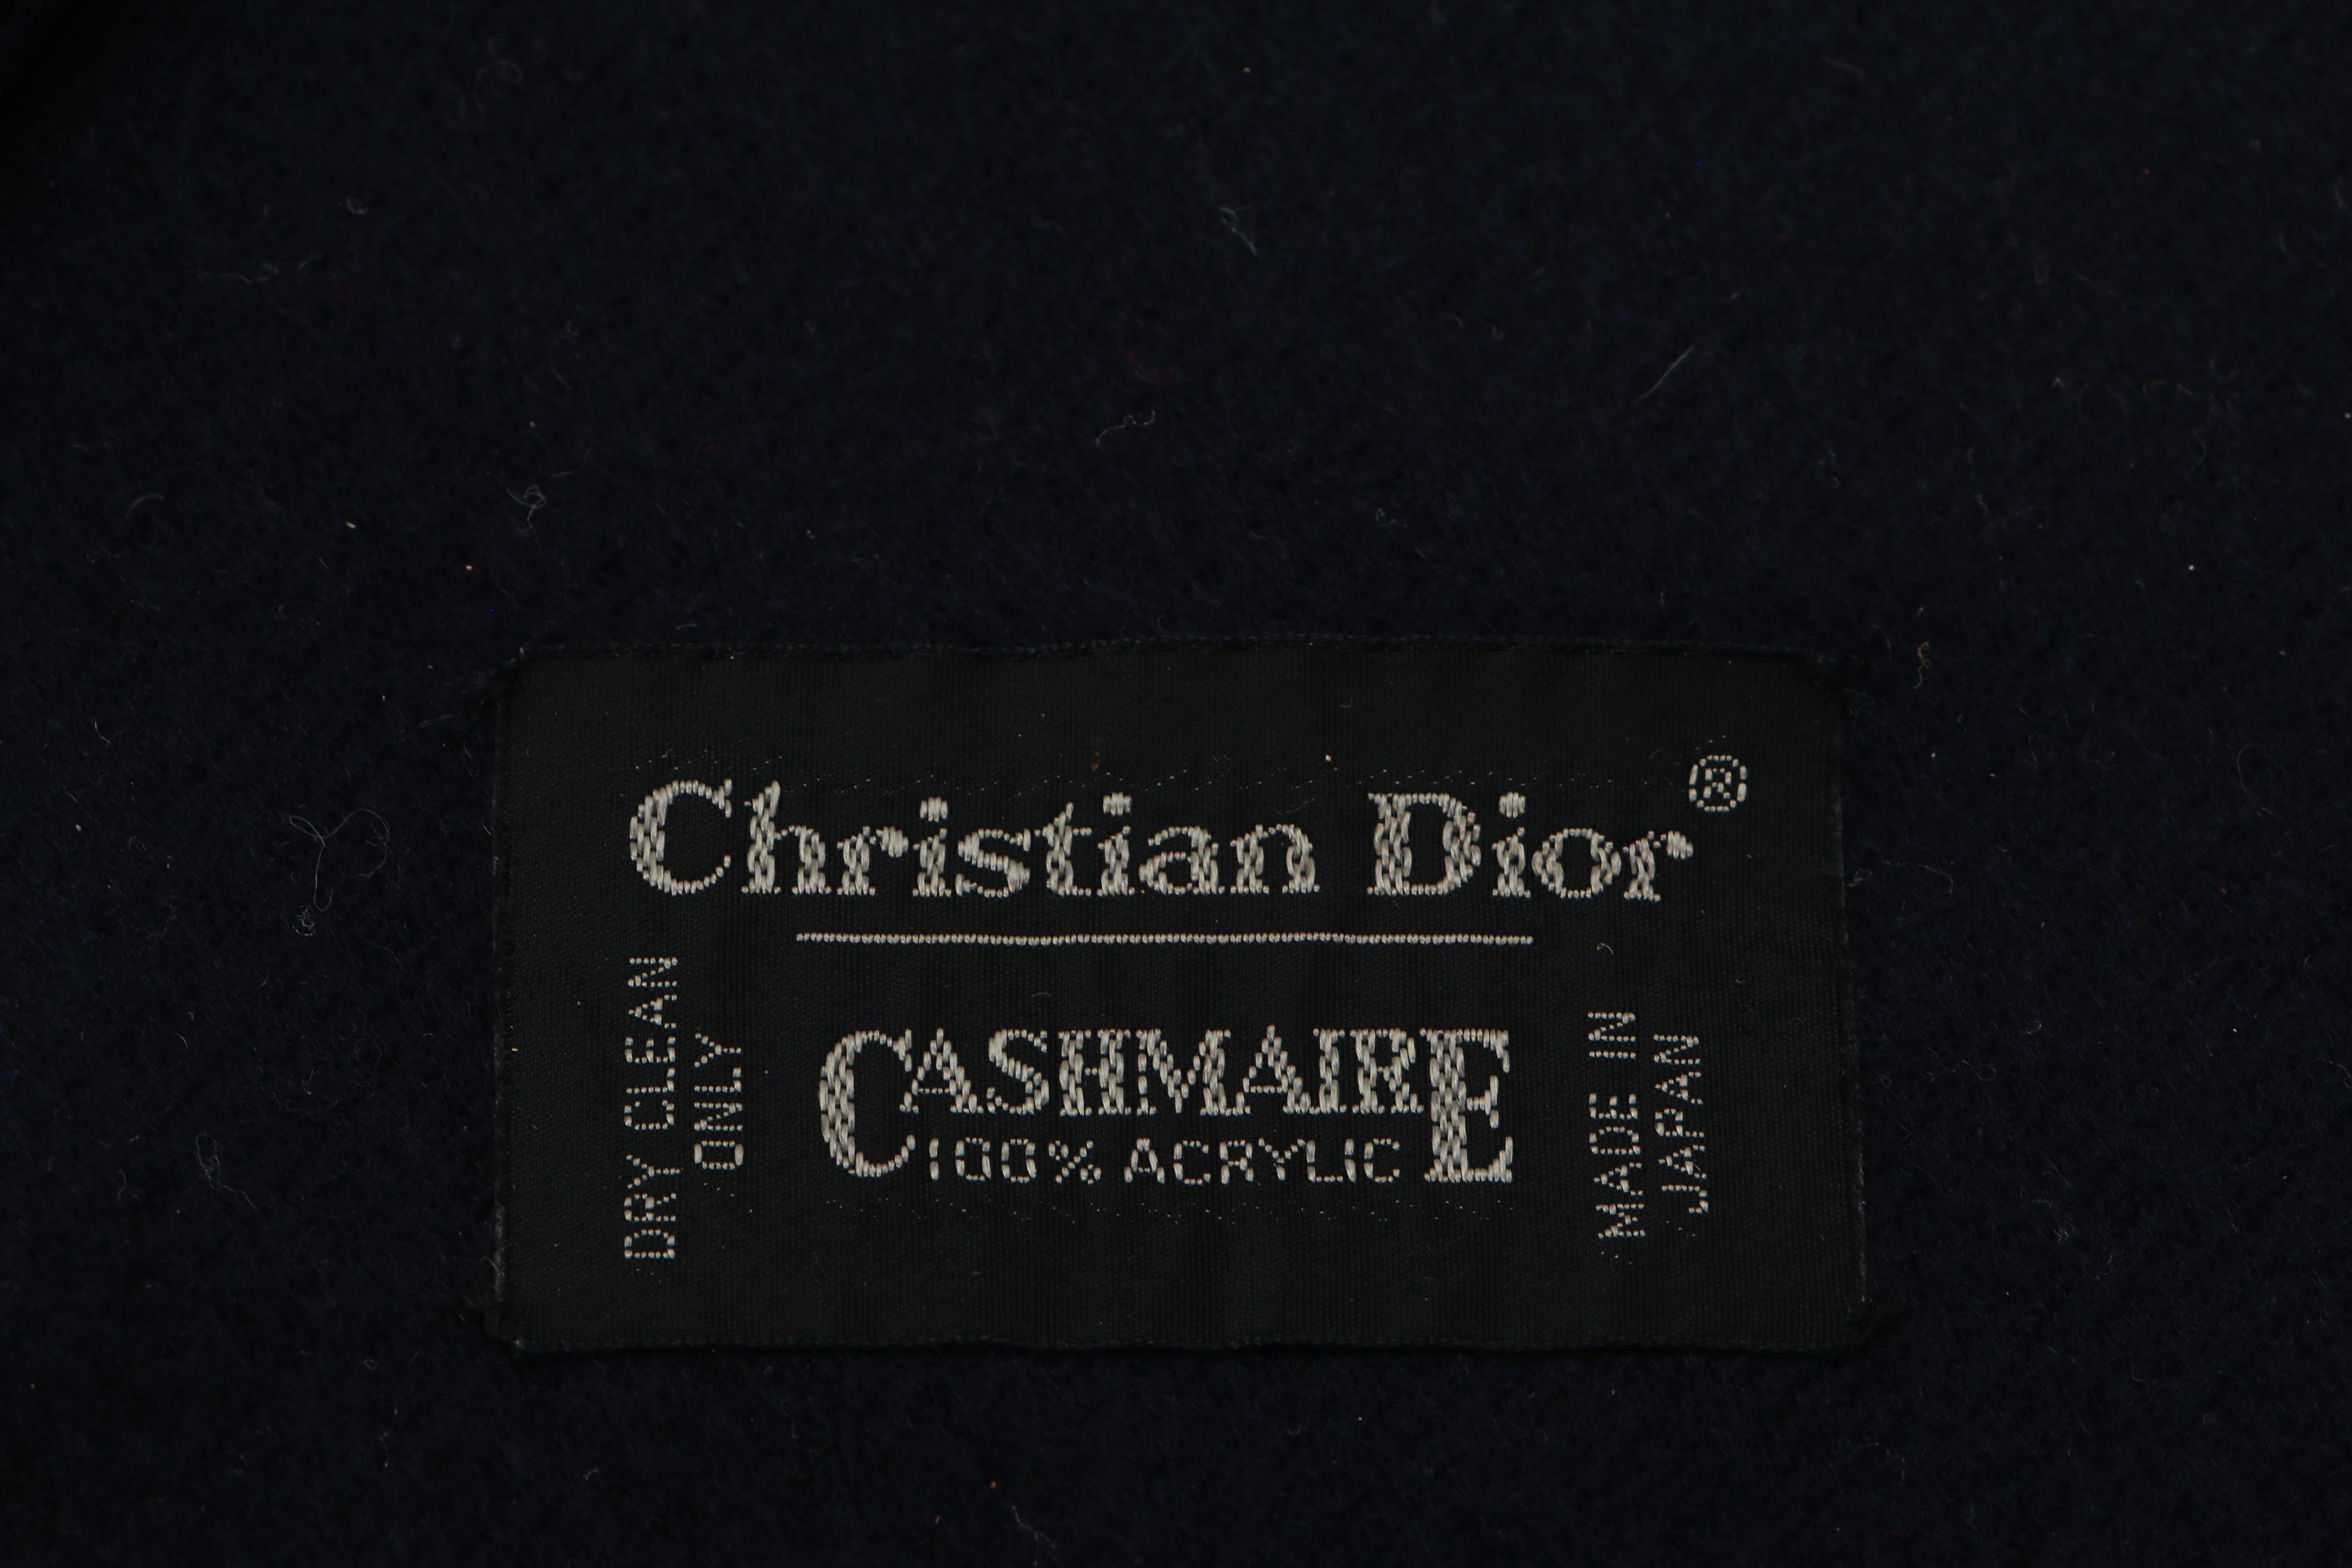 Christian Dior®
CASHMAIRE
100% ACRYLIC
DRY CLEAN
ONLY
MADE IN
JAPAN